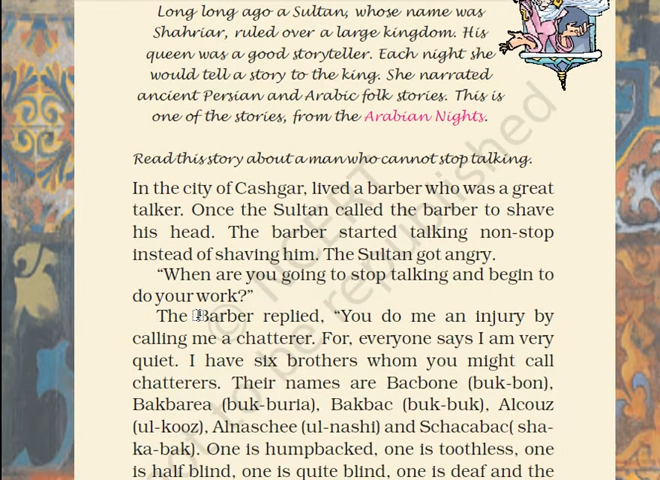 Long long ago a Sultan, whose name was
Shahriar, ruled over a large kingdom. His
queen was a good storyteller. Each night she
would tell a story to the king. She narrated
ancient Persian and Arabic folk stories. This is
one of the stories, from the Arabian Nights.
Read this story about a man who cannot stop talking.
In the city of Cashgar, lived a barber who was a great
talker. Once the Sultan called the barber to shave
his head. The barber started talking non-stop
instead of shaving him. The Sultan got angry.
“When are you going to stop talking and begin to
do your work?”
The Barber replied, “You do me an injury by
calling me a chatterer. For, everyone says I am very
quiet. I have six brothers whom you might call
chatterers. Their names are Bacbone (buk-bon),
Bakbarea (buk-buria), Bakbac (buk-buk), Alcouz
(ul-kooz), Alnaschee (ul-nashi) and Schacabac( sha-
ka-bak). One is humpbacked, one is toothless, one
is half blind, one is quite blind, one is deaf and the
© NCERT
not to be republished